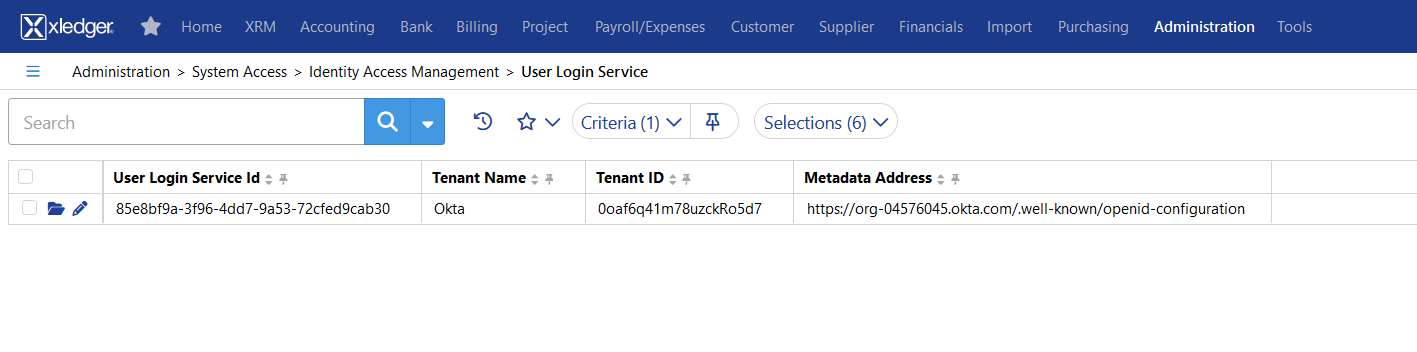 xledger Home XRM Accounting Bank Billing Project Payroll/Expenses Customer Supplier Financials Import Purchasing Administration Tools
Administration > System Access > Identity Access Management > User Login Service
Search Criteria (1) Selections (6)
User Login Service Id Tenant Name Tenant ID Metadata Address
85e8bf9a-3f96-4dd7-9a53-72cfed9cab30 Okta 0oaf6q41m78uzckRo5d7 https://org-04576045.okta.com/.well-known/openid-configuration